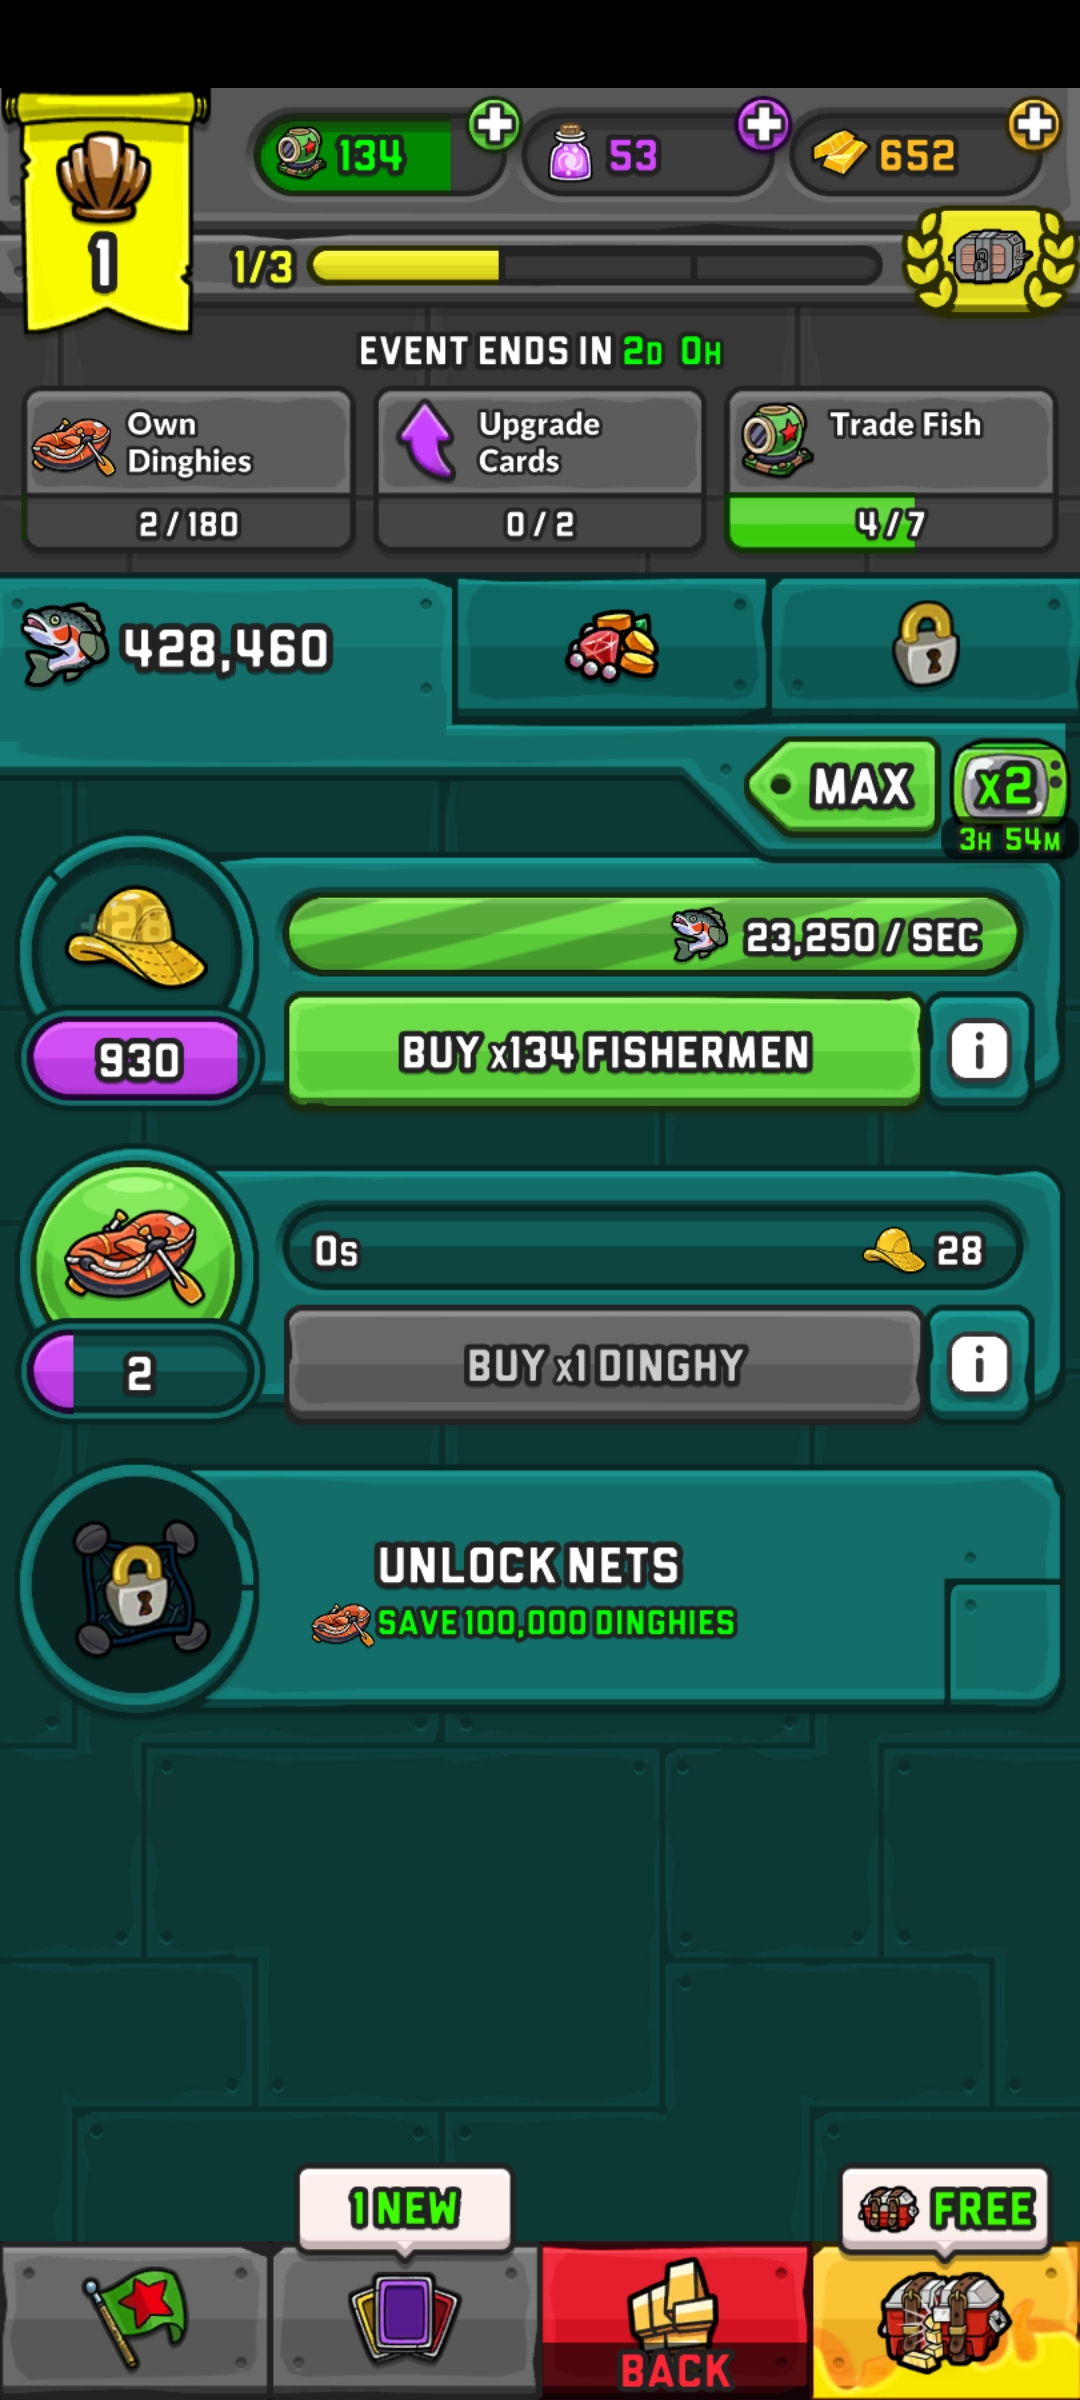 134
53
652
1
1/3
EVENT ENDS IN 2D 0H
Own
Dinghies
2 / 180
Upgrade
Cards
0 / 2
Trade Fish
4 / 7
428,460
MAX
x2
3H 54M
23,250 / SEC
930
BUY x134 FISHERMEN
i
0s
28
2
BUY x1 DINGHY
i
UNLOCK NETS
SAVE 100,000 DINGHIES
1 NEW
FREE
BACK